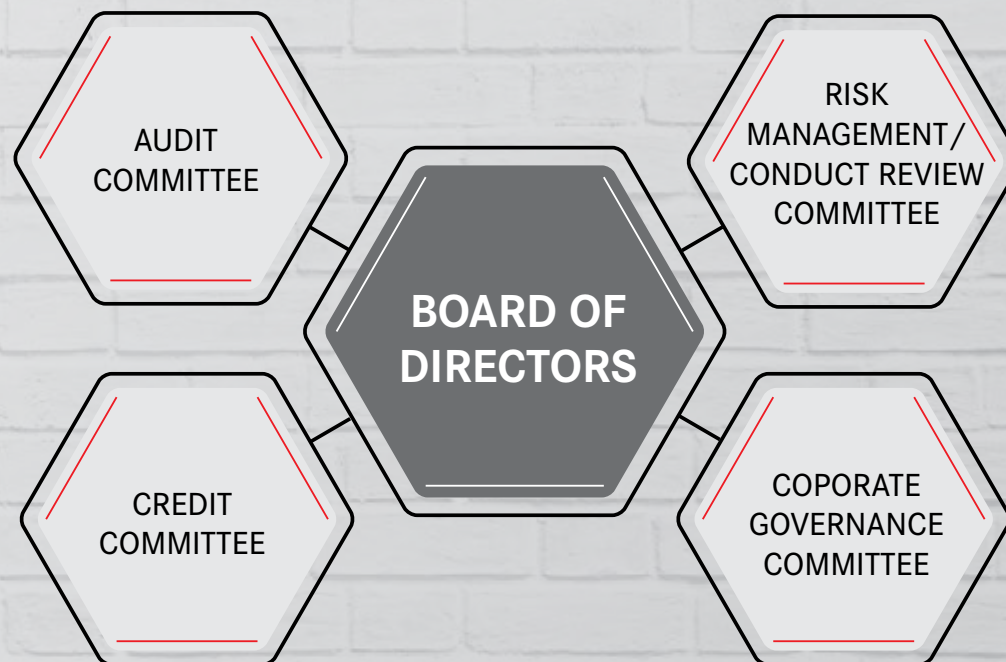 AUDIT
COMMITTEE
RISK
MANAGEMENT/
CONDUCT REVIEW
COMMITTEE
BOARD OF
DIRECTORS
CREDIT
COMMITTEE
COPORATE
GOVERNANCE
COMMITTEE